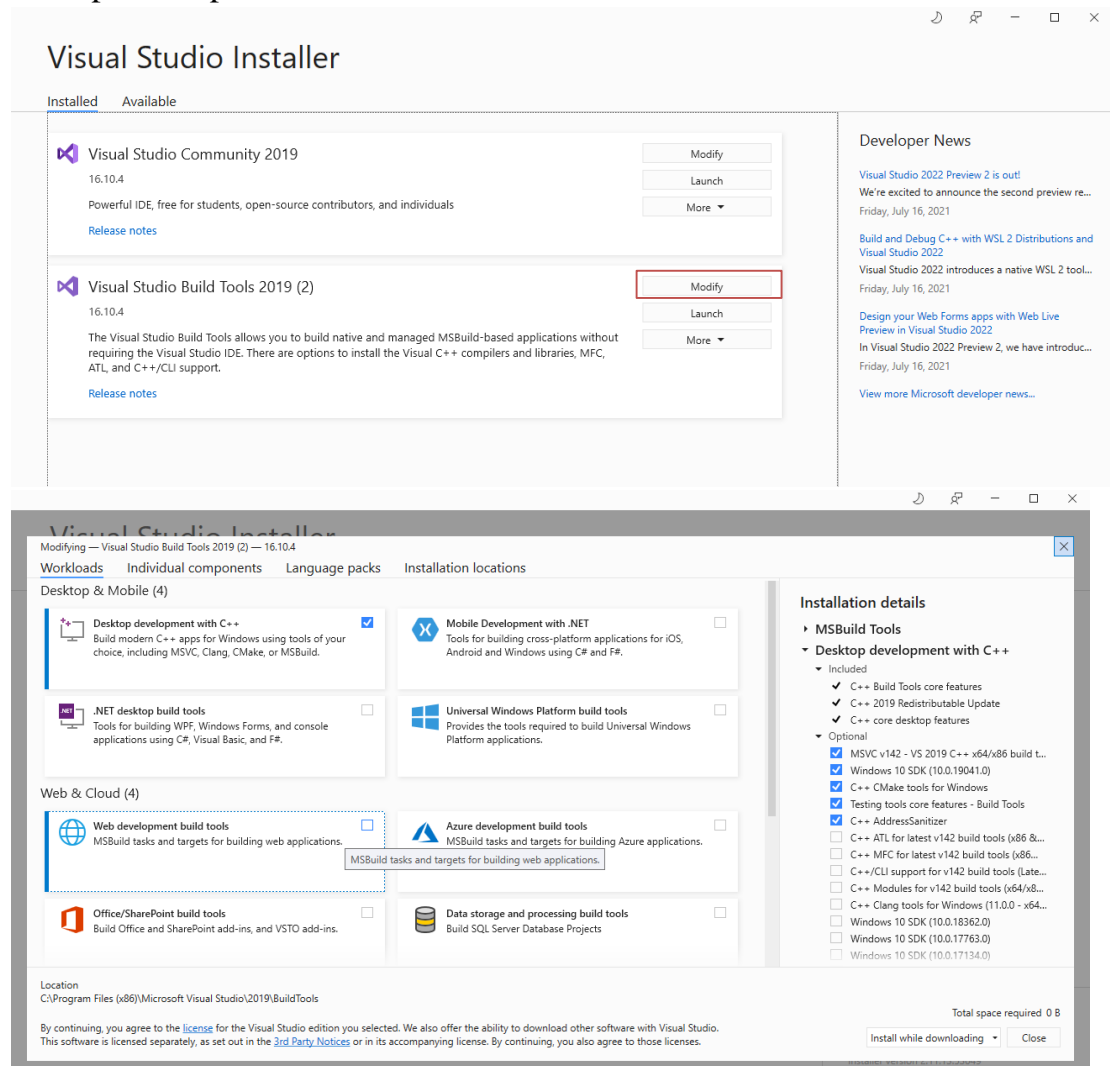 Visual Studio Installer
Installed Available
Visual Studio Community 2019
16.10.4
Powerful IDE, free for students, open-source contributors, and individuals
Release notes
Modify
Launch
More
Visual Studio Build Tools 2019 (2)
16.10.4
The Visual Studio Build Tools allows you to build native and managed MSBuild-based applications without
requiring the Visual Studio IDE. There are options to install the Visual C++ compilers and libraries, MFC,
ATL, and C++/CLI support.
Release notes
Modify
Launch
More
Developer News
Visual Studio 2022 Preview 2 is out!
We're excited to announce the second preview re...
Friday, July 16, 2021
Build and Debug C++ with WSL 2 Distributions and
Visual Studio 2022
Visual Studio 2022 introduces a native WSL 2 tool...
Friday, July 16, 2021
Design your Web Forms apps with Web Live
Preview in Visual Studio 2022
In Visual Studio 2022 Preview 2, we have introduc...
Friday, July 16, 2021
View more Microsoft developer news...
Visual Studio Installer
Modifying — Visual Studio Build Tools 2019 (2) — 16.10.4
Workloads Individual components Language packs Installation locations
Desktop & Mobile (4)
Desktop development with C++
Build modern C++ apps for Windows using tools of your
choice, including MSVC, Clang, CMake, or MSBuild.
Mobile Development with .NET
Tools for building cross-platform applications for iOS,
Android and Windows using C# and F#.
.NET
.NET desktop build tools
Tools for building WPF, Windows Forms, and console
applications using C#, Visual Basic, and F#.
Universal Windows Platform build tools
Provides the tools required to build Universal Windows
Platform applications.
Web & Cloud (4)
Web development build tools
MSBuild tasks and targets for building web applications.
Azure development build tools
MSBuild tasks and targets for building Azure applications.
MSBuild tasks and targets for building web applications.
Office/SharePoint build tools
Build Office and SharePoint add-ins, and VSTO add-ins.
Data storage and processing build tools
Build SQL Server Database Projects
Installation details
MSBuild Tools
Desktop development with C++
Included
C++ Build Tools core features
C++ 2019 Redistributable Update
C++ core desktop features
Optional
MSVC v142 - VS 2019 C++ x64/x86 build t...
Windows 10 SDK (10.0.19041.0)
C++ CMake tools for Windows
Testing tools core features - Build Tools
C++ AddressSanitizer
C++ ATL for latest v142 build tools (x86 &...
C++ MFC for latest v142 build tools (x86...
C++/CLI support for v142 build tools (Late...
C++ Modules for v142 build tools (x64/x8...
C++ Clang tools for Windows (11.0.0 - x64...
Windows 10 SDK (10.0.18362.0)
Windows 10 SDK (10.0.17763.0)
Windows 10 SDK (10.0.17134.0)
Location
C:\Program Files (x86)\Microsoft Visual Studio\2019\BuildTools
By continuing, you agree to the license for the Visual Studio edition you selected. We also offer the ability to download other software with Visual Studio.
This software is licensed separately, as set out in the 3rd Party Notices or in its accompanying license. By continuing, you also agree to those licenses.
Total space required 0 B
Install while downloading Close